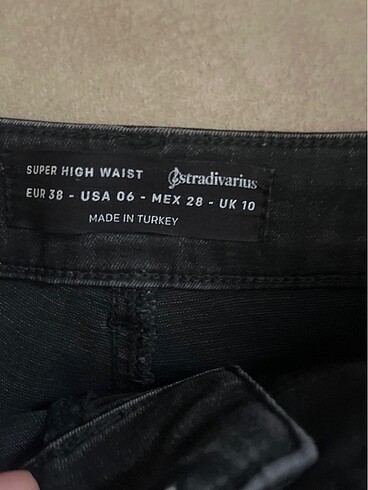 SUPER HIGH WAIST stradivarius
EUR 38 - USA 06 - MEX 28 - UK 10
MADE IN TURKEY